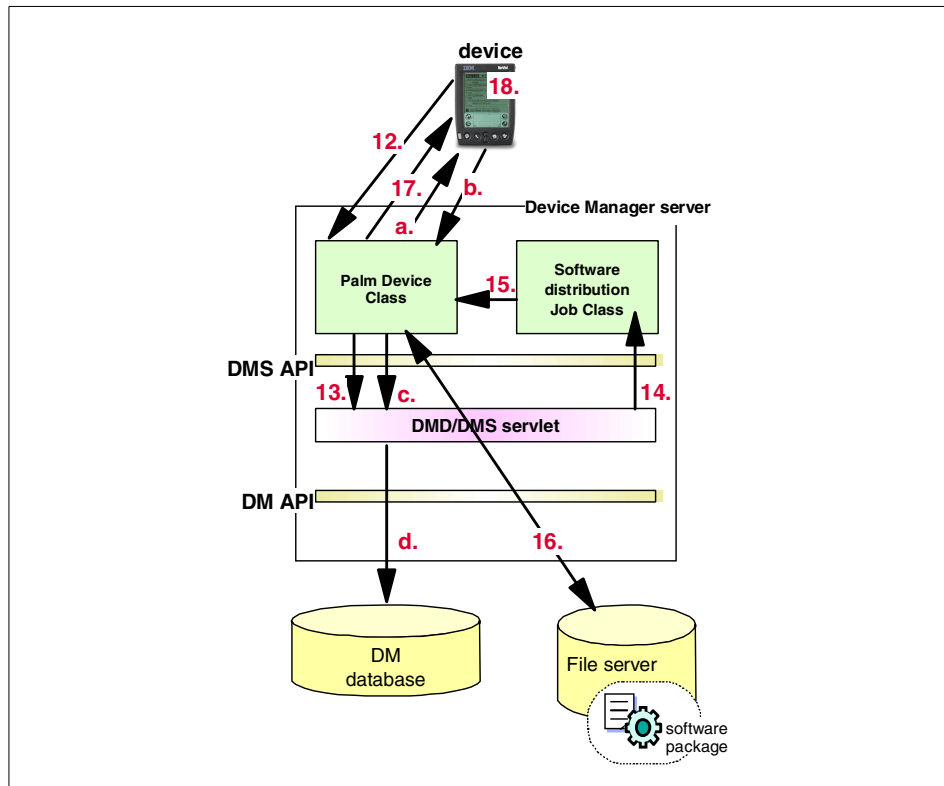 device
IBM
18.
12.
17.
b.
a.
Device Manager server
Palm Device
Class
15.
Software
distribution
Job Class
DMS API
13.
c.
14.
DMD/DMS servlet
DM API
d.
16.
DM
database
File server
software
package